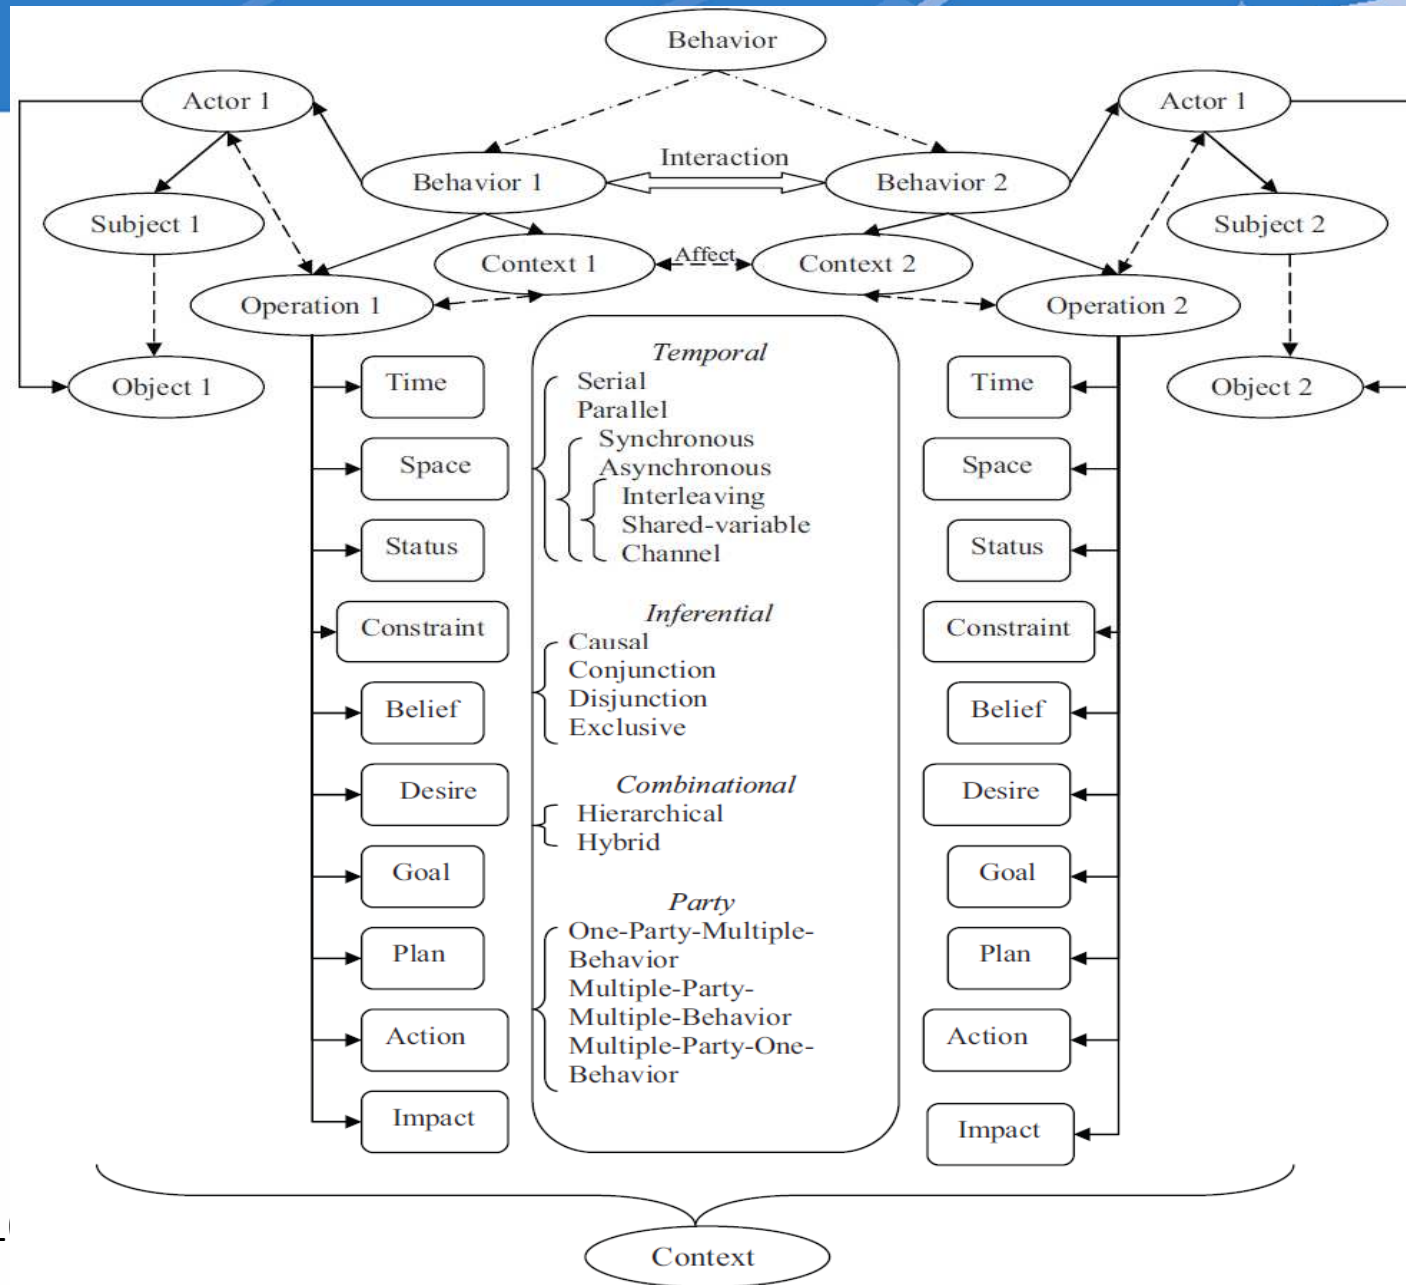 Behavior
Actor 1
Actor 1
Interaction
Behavior 1
Behavior 2
Subject 1
Subject 2
Context 1
Affect
Context 2
Operation 1
Operation 2
Object 1
Object 2
Time
Space
Status
Constraint
Belief
Desire
Goal
Plan
Action
Impact
Temporal
Serial
Parallel
Synchronous
Asynchronous
Interleaving
Shared-variable
Channel
Inferential
Causal
Conjunction
Disjunction
Exclusive
Combinational
Hierarchical
Hybrid
Party
One-Party-Multiple-
Behavior
Multiple-Party-
Multiple-Behavior
Multiple-Party-One-
Behavior
Time
Space
Status
Constraint
Belief
Desire
Goal
Plan
Action
Impact
Context